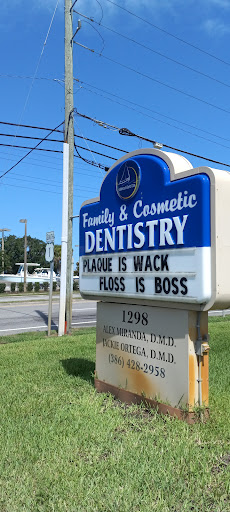 Family & Cosmetic
DENTISTRY
PLAQUE IS WACK
FLOSS IS BOSS
1298
ALEX MIRANDA, D.M.D.
JACKIE ORTEGA, D.M.D.
(386) 428-2958